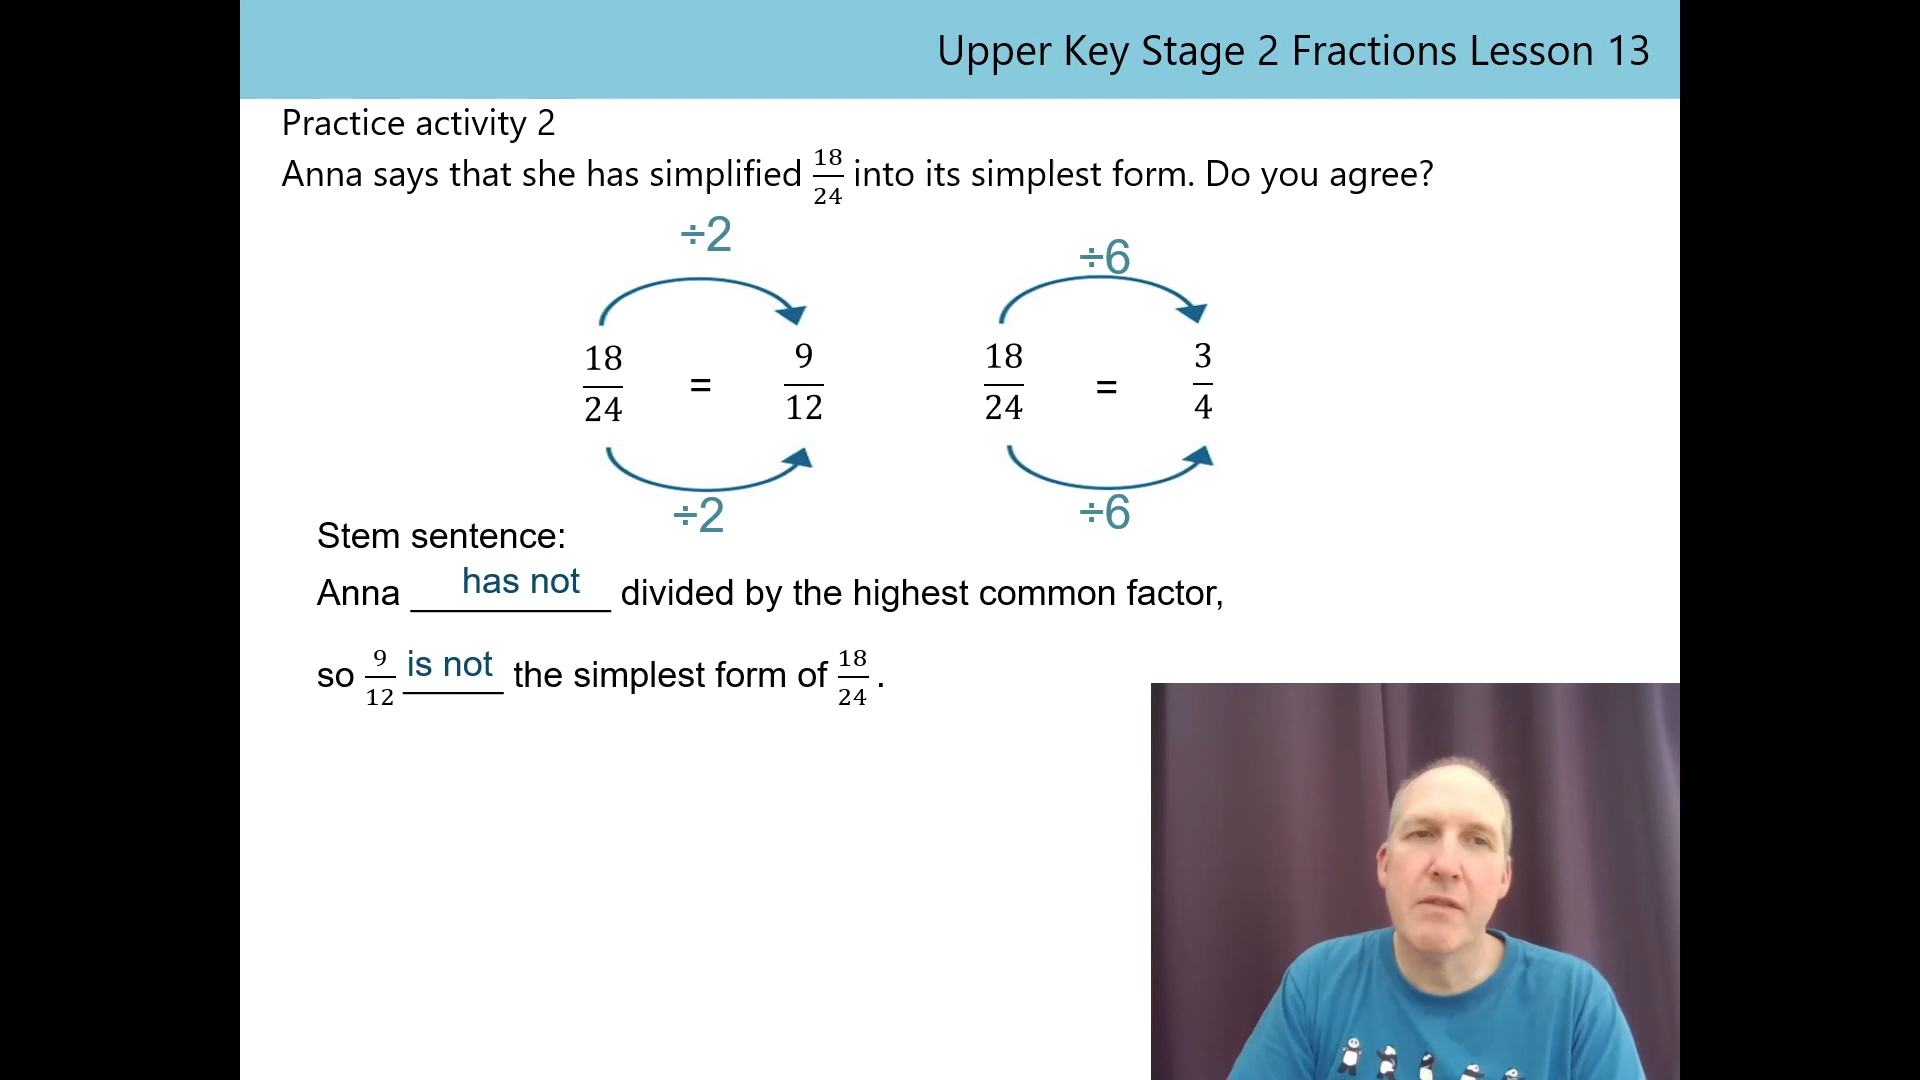 Upper Key Stage 2 Fractions Lesson 13
Practice activity 2
Anna says that she has simplified 18/24 into its simplest form. Do you agree?
÷2
÷6
18/24 = 9/12
18/24 = 3/4
÷2
÷6
Stem sentence:
Anna has not divided by the highest common factor,
so 9/12 is not the simplest form of 18/24 .